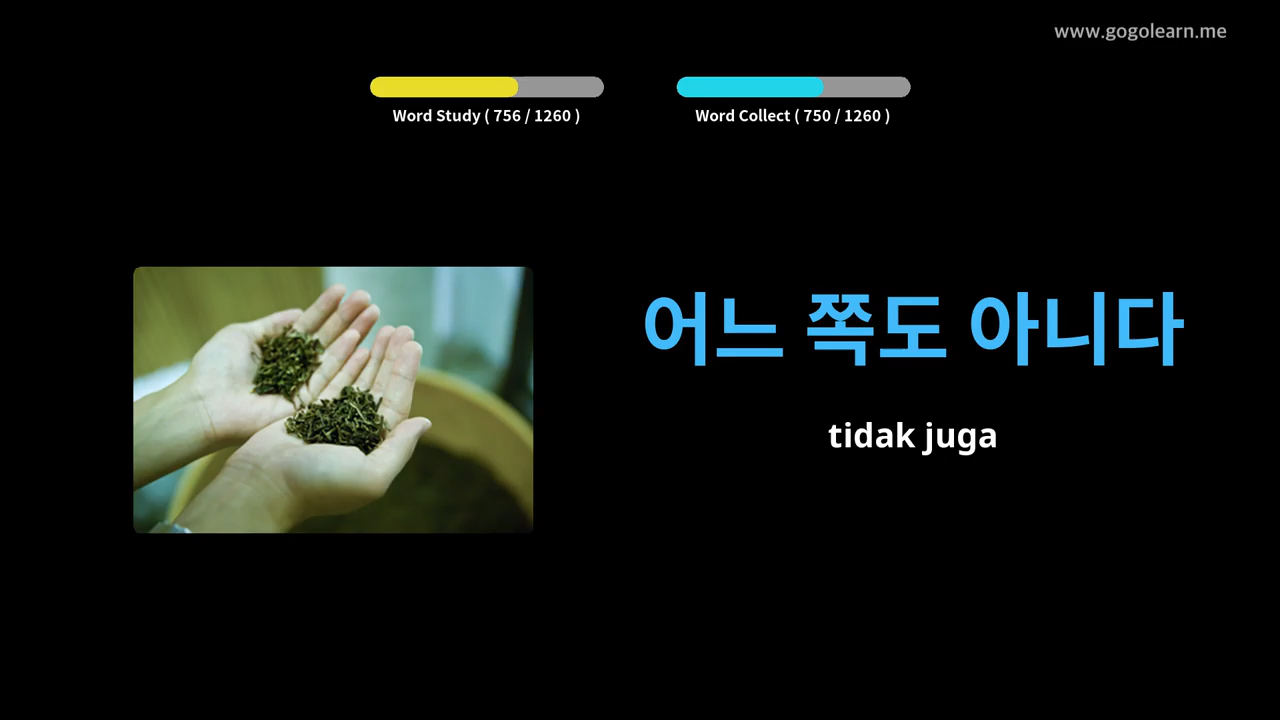 www.gogolearn.me
Word Study ( 756 / 1260 )
Word Collect ( 750 / 1260 )
어느 쪽도 아니다
tidak juga